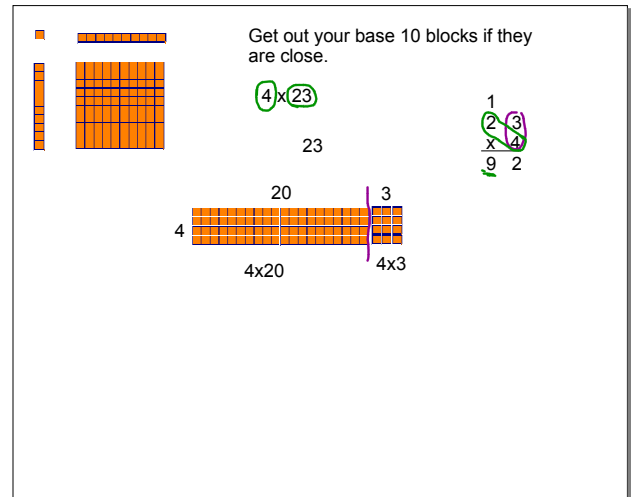 Get out your base 10 blocks if they
are close.
4 x 23
23
1
2 3
x 4
9 2
20 3
4
4x20 4x3